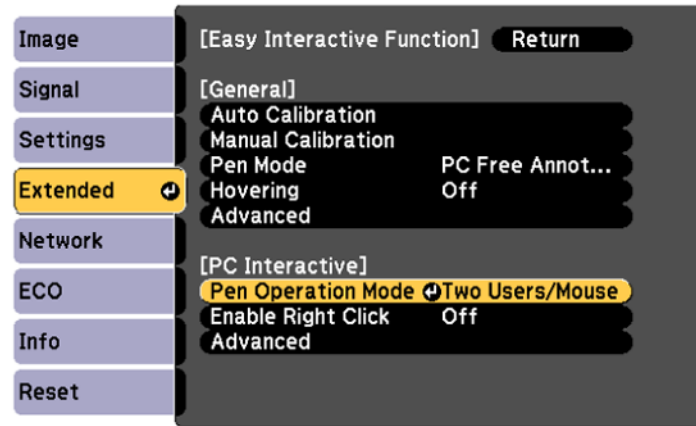 Image
Signal
Settings
Extended
Network
ECO
Info
Reset
[Easy Interactive Function] Return
[General]
Auto Calibration
Manual Calibration
Pen Mode PC Free Annot...
Hovering Off
Advanced
[PC Interactive]
Pen Operation Mode Two Users/Mouse
Enable Right Click Off
Advanced